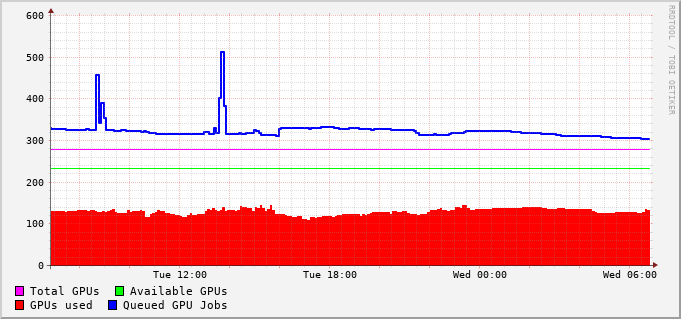 600
500
400
300
200
100
0
Tue 12:00 Tue 18:00 Wed 00:00 Wed 06:00
Total GPUs Available GPUs
GPUs used Queued GPU Jobs
RRDTOOL / TOBI OETIKER